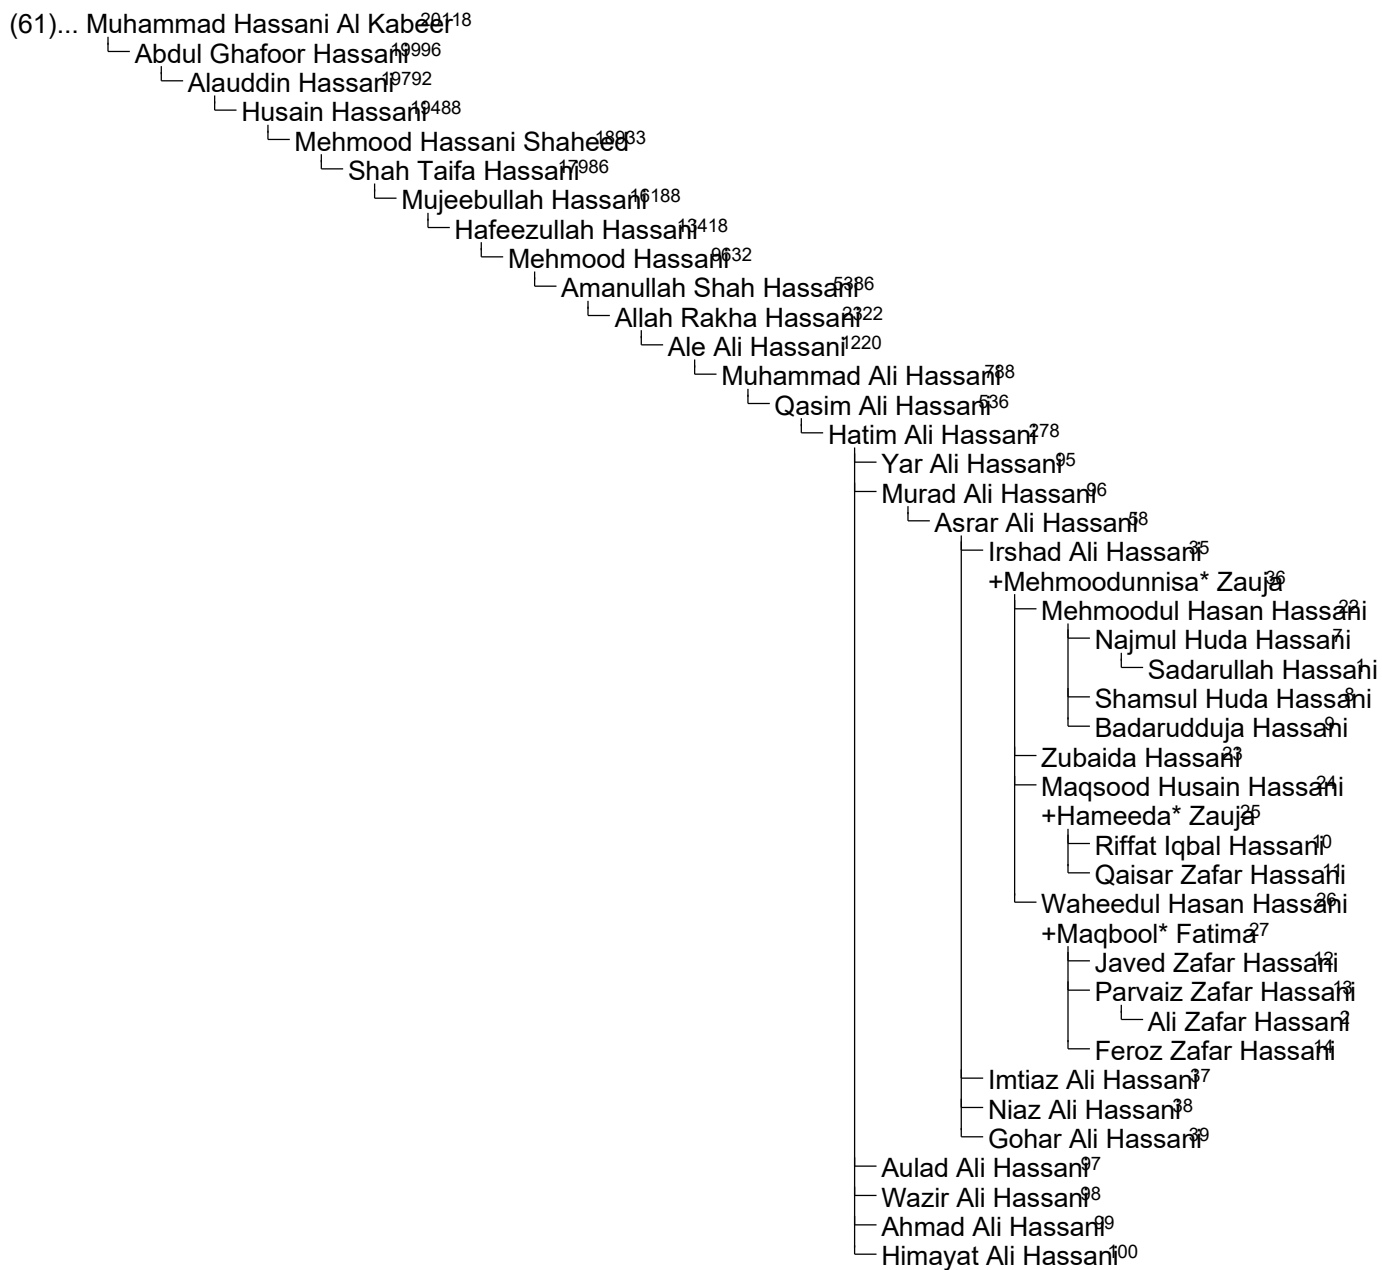 (61)... Muhammad Hassani Al Kabeer20118
Abdul Ghafoor Hassani19996
Alauddin Hassani19792
Husain Hassani19488
Mehmood Hassani Shaheed18933
Shah Taifa Hassani17986
Mujeebullah Hassani16188
Hafeezullah Hassani13418
Mehmood Hassani9632
Amanullah Shah Hassani5386
Allah Rakha Hassani2322
Ale Ali Hassani1220
Muhammad Ali Hassani788
Qasim Ali Hassani536
Hatim Ali Hassani278
Yar Ali Hassani95
Murad Ali Hassani96
Asrar Ali Hassani58
Irshad Ali Hassani35
+Mehmoodunnisa* Zauja36
Mehmoodul Hasan Hassani22
Najmul Huda Hassani7
Sadarullah Hassani1
Shamsul Huda Hassani8
Badarudduja Hassani9
Zubaida Hassani23
Maqsood Husain Hassani24
+Hameeda* Zauja25
Riffat Iqbal Hassani10
Qaisar Zafar Hassani11
Waheedul Hasan Hassani26
+Maqbool* Fatima27
Javed Zafar Hassani12
Parvaiz Zafar Hassani13
Ali Zafar Hassani2
Feroz Zafar Hassani14
Imtiaz Ali Hassani37
Niaz Ali Hassani38
Gohar Ali Hassani39
Aulad Ali Hassani97
Wazir Ali Hassani98
Ahmad Ali Hassani99
Himayat Ali Hassani100